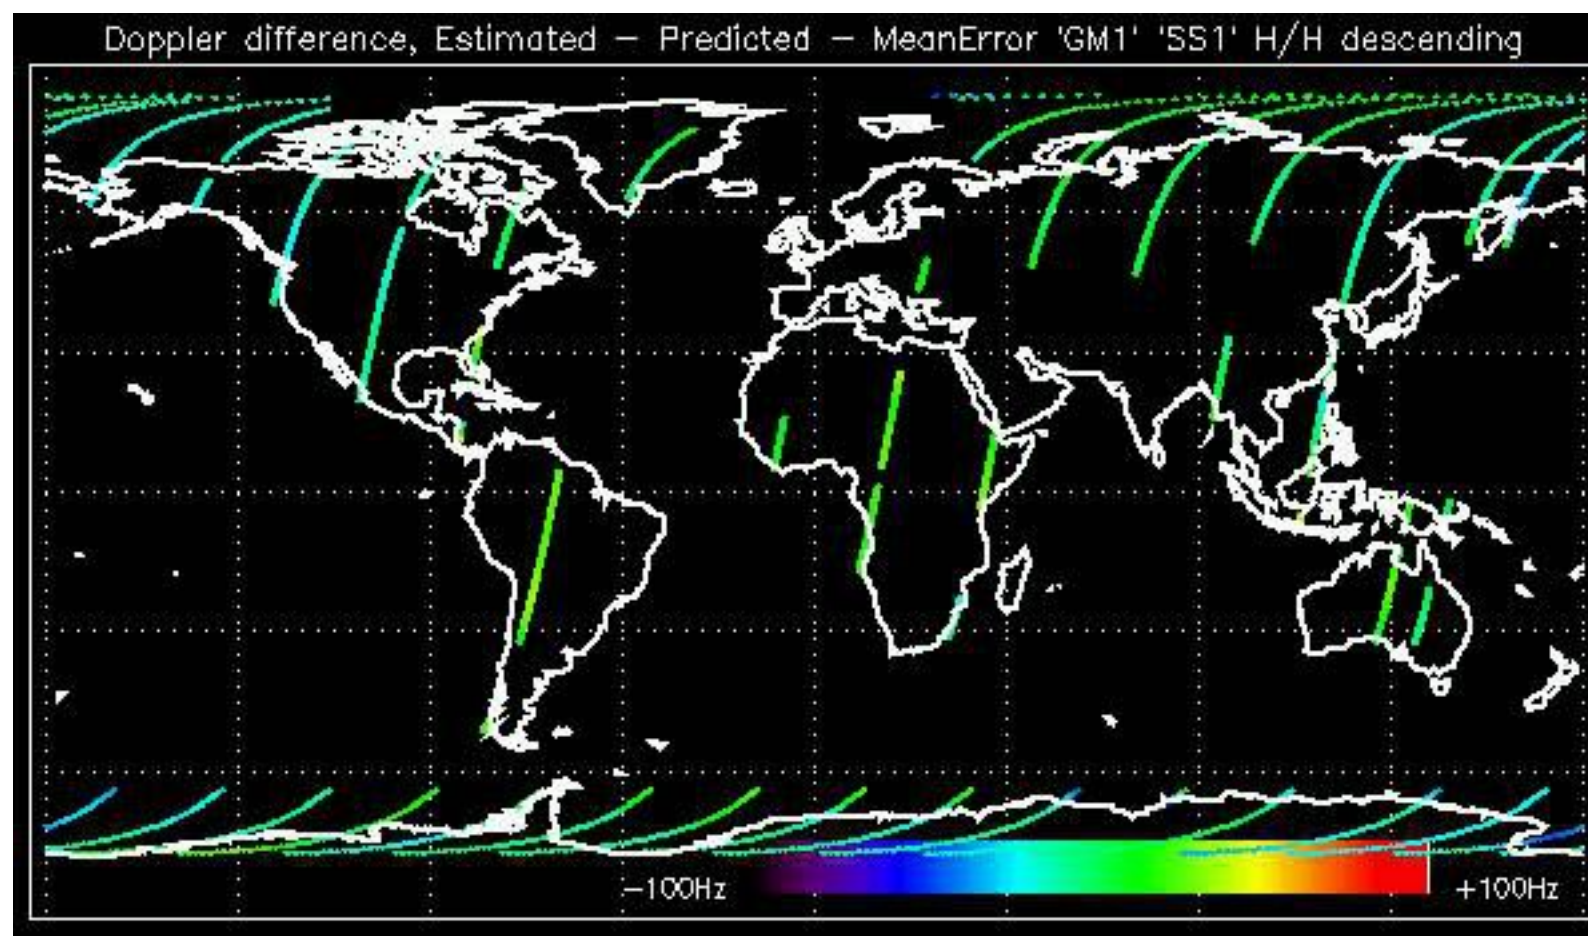 Doppler difference, Estimated – Predicted – MeanError 'GM1' 'SS1' H/H descending
–100Hz +100Hz